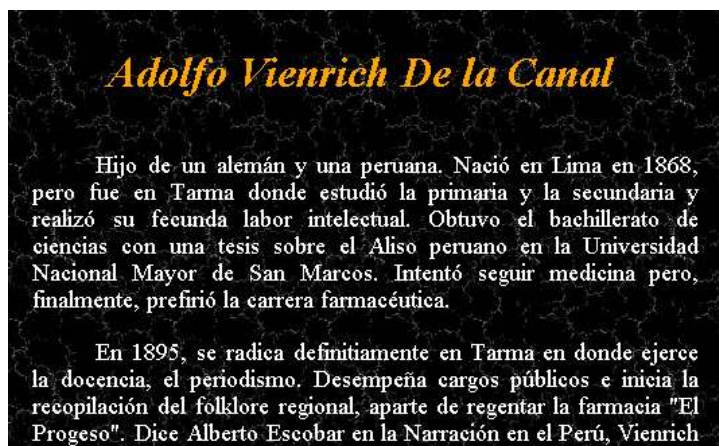 Adolfo Vienrich De la Canal
Hijo de un alemán y una peruana. Nació en Lima en 1868,
pero fue en Tarma donde estudió la primaria y la secundaria y
realizó su fecunda labor intelectual. Obtuvo el bachillerato de
ciencias con una tesis sobre el Aliso peruano en la Universidad
Nacional Mayor de San Marcos. Intentó seguir medicina pero,
finalmente, prefirió la carrera farmacéutica.
En 1895, se radica definitiamente en Tarma en donde ejerce
la docencia, el periodismo. Desempeña cargos públicos e inicia la
recopilación del folklore regional, aparte de regentar la farmacia "El
Progeso". Dice Alberto Escobar en la Narración en el Perú, Vienrich